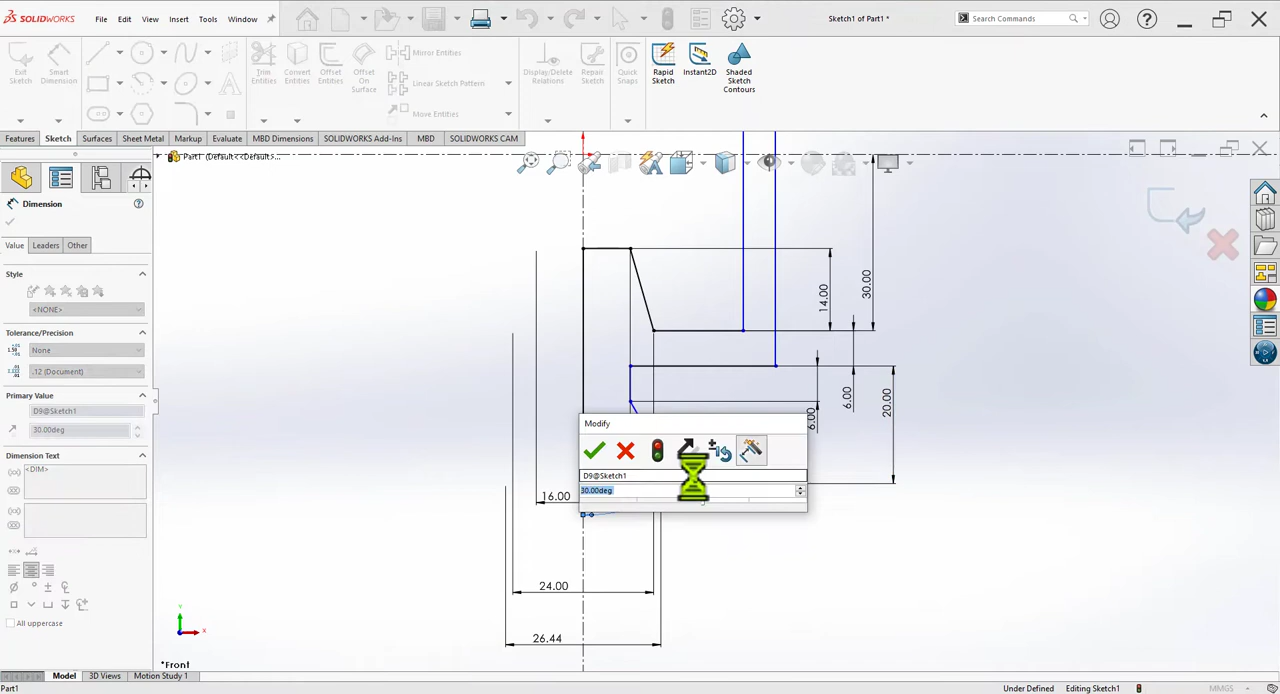 SOLIDWORKS
File
Edit
View
Insert
Tools
Window
Sketch1 of Part1 *
Search Commands
Exit Sketch
Smart Dimension
Trim Entities
Convert Entities
Offset Entities
Offset On Surface
Mirror Entities
Linear Sketch Pattern
Move Entities
Display/Delete Relations
Repair Sketch
Quick Snaps
Rapid Sketch
Instant2D
Shaded Sketch Contours
Features
Sketch
Surfaces
Sheet Metal
Markup
Evaluate
MBD Dimensions
SOLIDWORKS Add-Ins
MBD
SOLIDWORKS CAM
Part1 (Default<<Default>...
Dimension
Value
Leaders
Other
Style
<NONE>
Tolerance/Precision
None
.12 (Document)
Primary Value
D9@Sketch1
30.00deg
Dimension Text
<DIM>
All uppercase
14.00
30.00
6.00
6.00
20.00
Modify
D9@Sketch1
30.00deg
16.00
24.00
26.44
Y
X
*Front
Model
3D Views
Motion Study 1
Part1
Under Defined
Editing Sketch1
MMGS